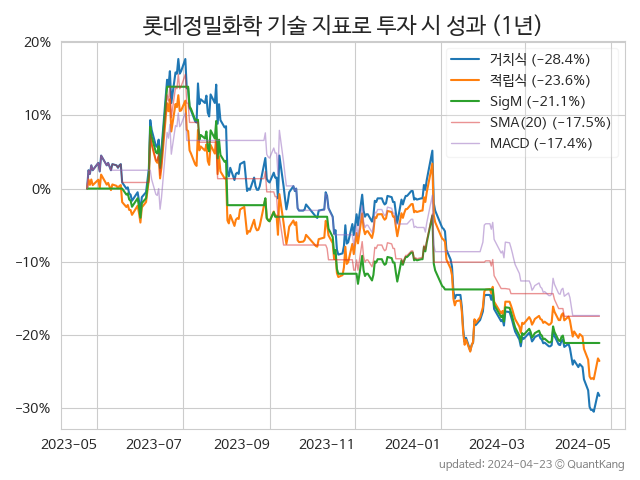 롯데정밀화학 기술 지표로 투자 시 성과 (1년)
20%
10%
0%
−10%
−20%
−30%
거치식 (−28.4%)
적립식 (−23.6%)
SigM (−21.1%)
SMA(20) (−17.5%)
MACD (−17.4%)
2023−05
2023−07
2023−09
2023−11
2024−01
2024−03
2024−05
updated: 2024−04−23 © QuantKang